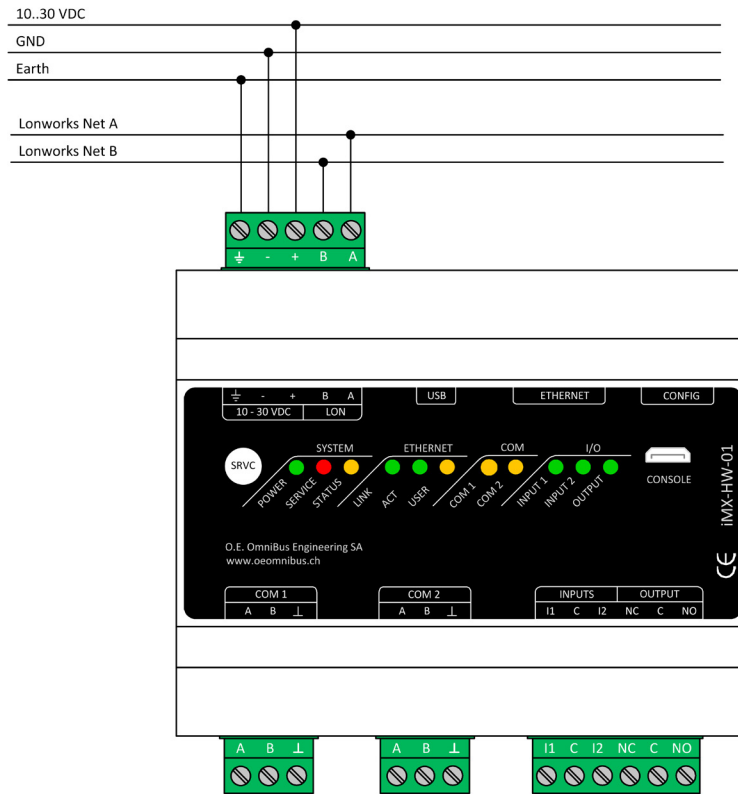 10..30 VDC
GND
Earth
Lonworks Net A
Lonworks Net B
⏚ - + B A
⏚ - + B A USB ETHERNET CONFIG
10 - 30 VDC LON
SYSTEM ETHERNET COM I/O
SRVC
POWER SERVICE STATUS LINK ACT USER COM 1 COM 2 INPUT 1 INPUT 2 OUTPUT
CONSOLE
iMX-HW-01
CE
O.E. OmniBus Engineering SA
www.oeomnibus.ch
COM 1 COM 2 INPUTS OUTPUT
A B ⊥ A B ⊥ I1 C I2 NC C NO
A B ⊥ A B ⊥ I1 C I2 NC C NO